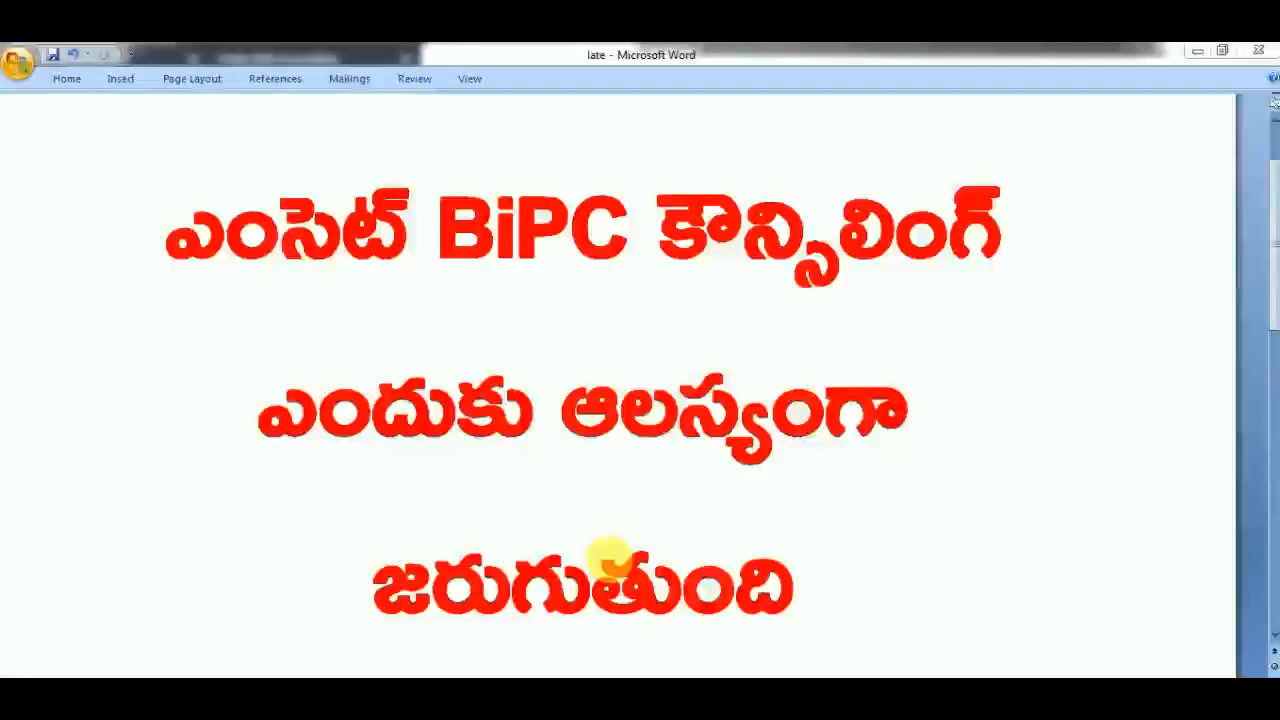 late - Microsoft Word
Home Insert Page Layout References Mailings Review View
ఎంసెట్ BiPC కౌన్సిలింగ్
ఎందుకు ఆలస్యంగా
జరుగుతుంది